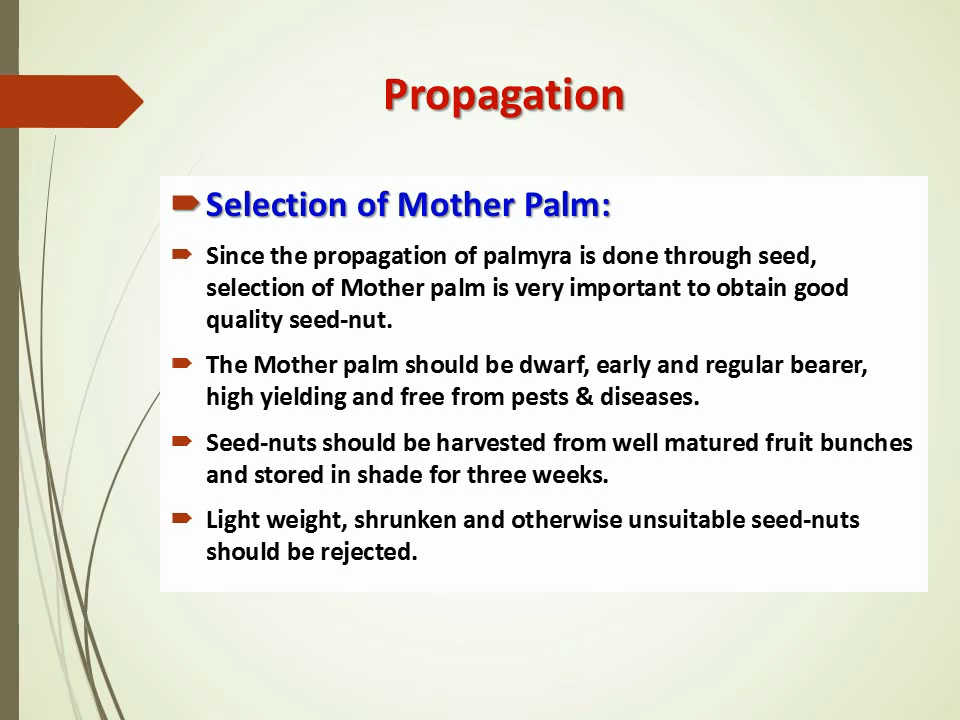 Propagation
Selection of Mother Palm:
Since the propagation of palmyra is done through seed,
selection of Mother palm is very important to obtain good
quality seed-nut.
The Mother palm should be dwarf, early and regular bearer,
high yielding and free from pests & diseases.
Seed-nuts should be harvested from well matured fruit bunches
and stored in shade for three weeks.
Light weight, shrunken and otherwise unsuitable seed-nuts
should be rejected.